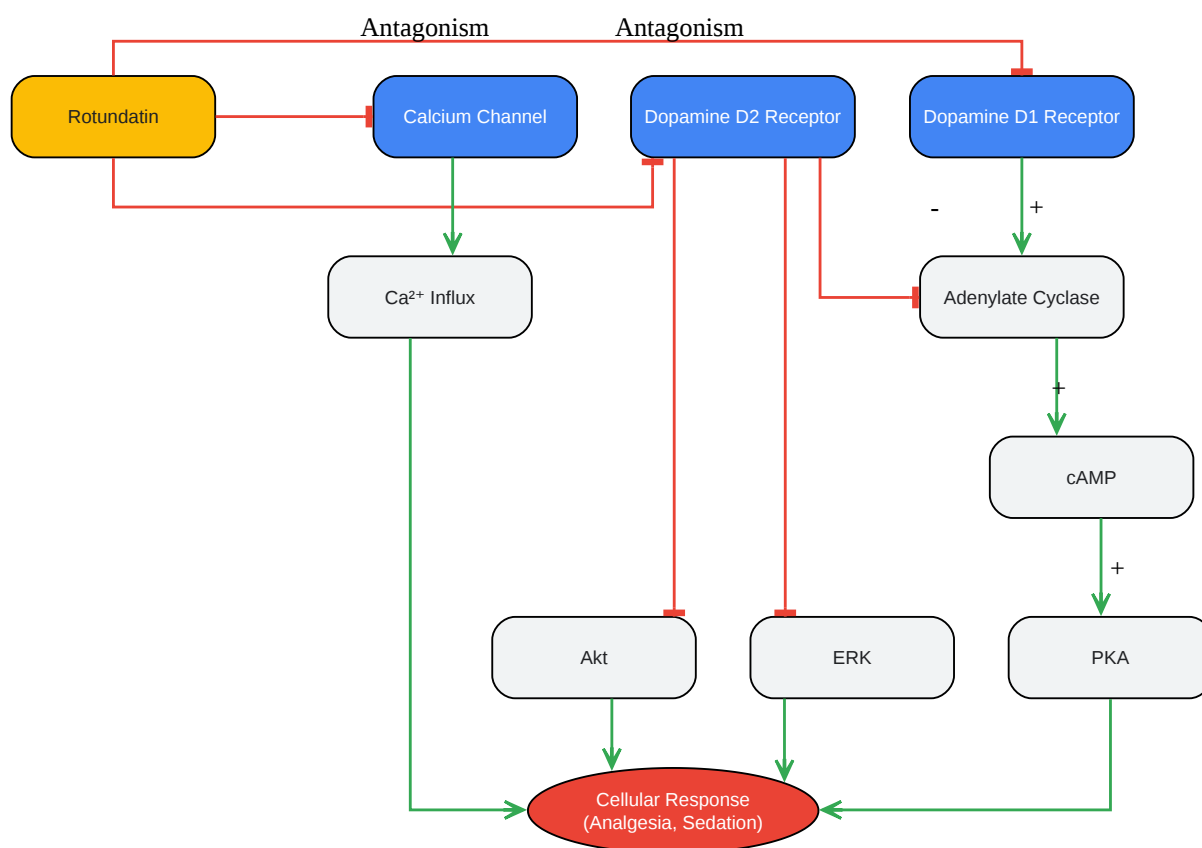 Antagonism
Antagonism
Rotundatin
Calcium Channel
Dopamine D2 Receptor
Dopamine D1 Receptor
-
+
Ca²⁺ Influx
Adenylate Cyclase
+
cAMP
+
Akt
ERK
PKA
Cellular Response
(Analgesia, Sedation)